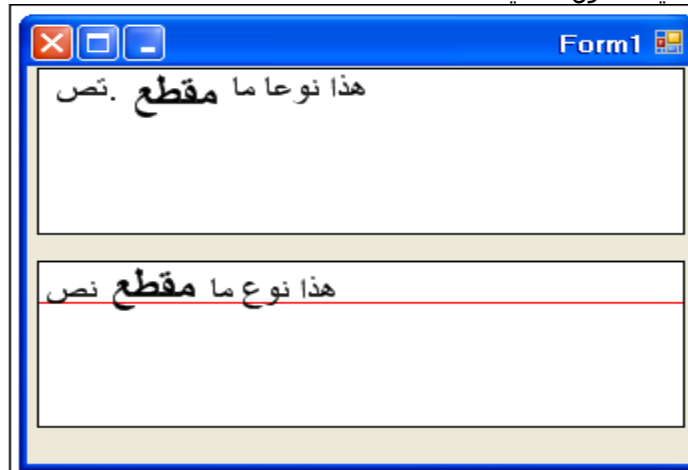 Form1
هذا نوعا ما مقطع .تص
هذا نوع ما مقطع نص